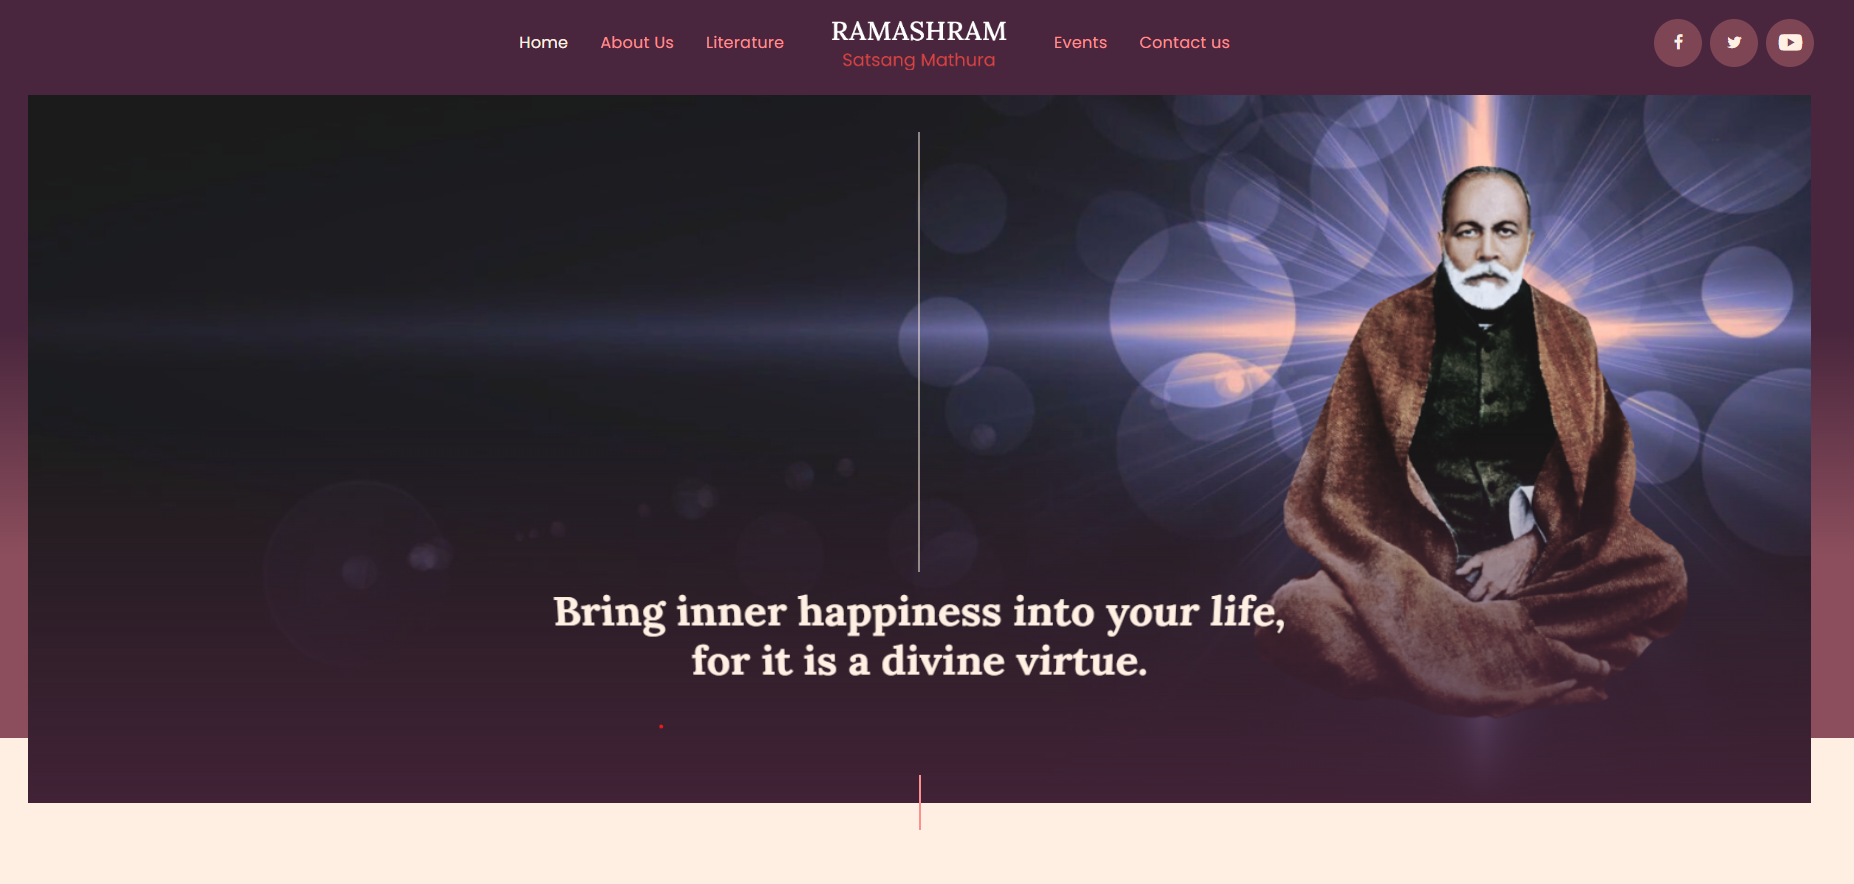 Home
About Us
Literature
RAMASHRAM
Satsang Mathura
Events
Contact us
Bring inner happiness into your life,
for it is a divine virtue.